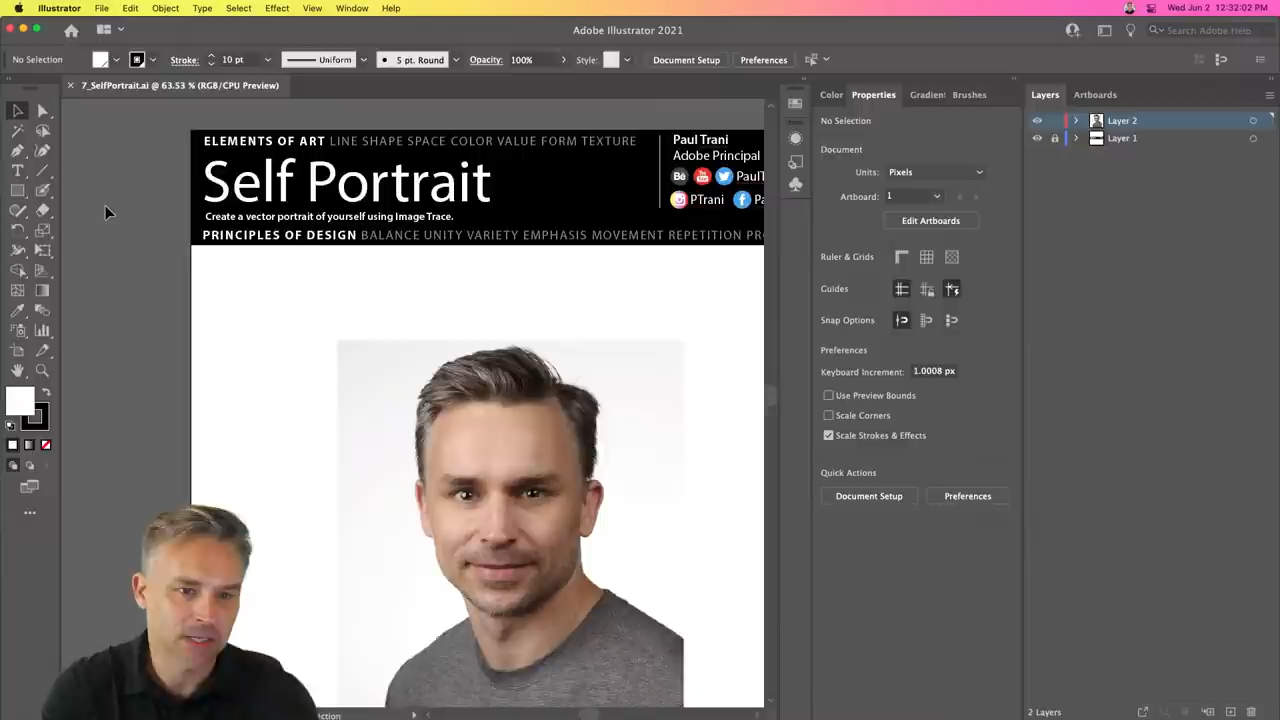 Illustrator File Edit Object Type Select Effect View Window Help
Wed Jun 2 12:32:02 PM
Adobe Illustrator 2021
Search Adobe Help
No Selection
Stroke:
10 pt
Uniform
5 pt. Round
Opacity:
100%
Style:
Document Setup
Preferences
7_SelfPortrait.ai @ 63.53 % (RGB/CPU Preview)
ELEMENTS OF ART LINE SHAPE SPACE COLOR VALUE FORM TEXTURE
Self Portrait
Create a vector portrait of yourself using Image Trace.
PRINCIPLES OF DESIGN BALANCE UNITY VARIETY EMPHASIS MOVEMENT REPETITION PR
Paul Trani
Adobe Principal
Bē
PaulT
PTrani
Pa
Color
Properties
Gradient
Brushes
No Selection
Document
Units:
Pixels
Artboard:
1
Edit Artboards
Ruler & Grids
Guides
Snap Options
Preferences
Keyboard Increment:
1.0008 px
Use Preview Bounds
Scale Corners
Scale Strokes & Effects
Quick Actions
Document Setup
Preferences
Layers
Artboards
Layer 2
Layer 1
2 Layers